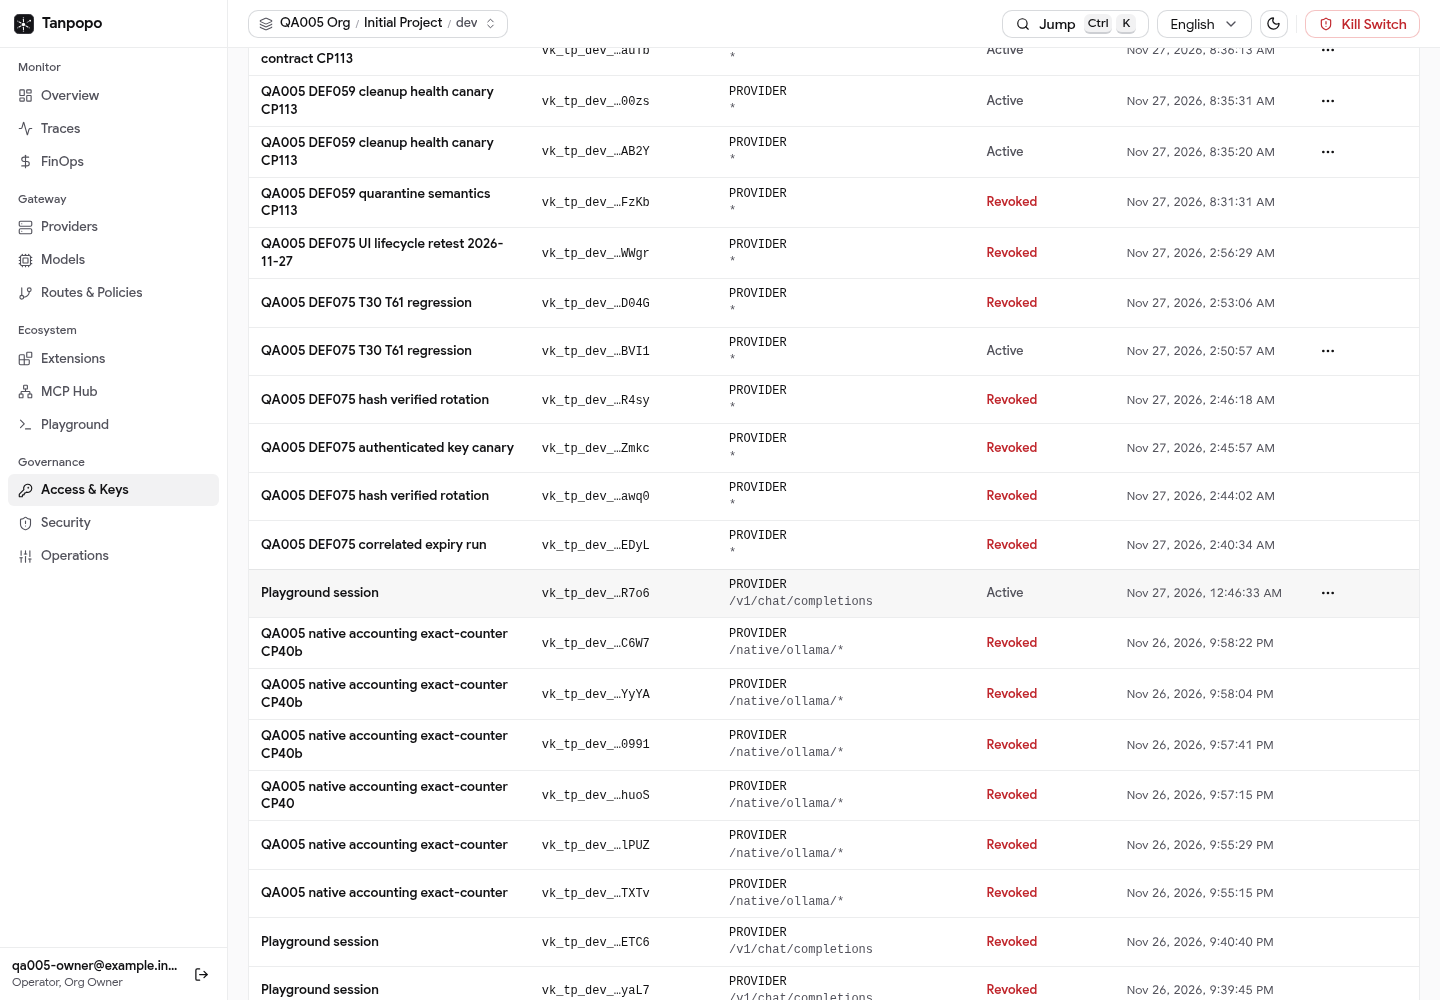 Tanpopo
QA005 Org / Initial Project / dev
Jump Ctrl K
English
Kill Switch
Monitor
Overview
Traces
FinOps
Gateway
Providers
Models
Routes & Policies
Ecosystem
Extensions
MCP Hub
Playground
Governance
Access & Keys
Security
Operations
qa005-owner@example.in...
Operator, Org Owner
contract CP113
*
Active
Nov 27, 2026, 8:36:13 AM
QA005 DEF059 cleanup health canary
CP113
vk_tp_dev_…00zs
PROVIDER
*
Active
Nov 27, 2026, 8:35:31 AM
QA005 DEF059 cleanup health canary
CP113
vk_tp_dev_…AB2Y
PROVIDER
*
Active
Nov 27, 2026, 8:35:20 AM
QA005 DEF059 quarantine semantics
CP113
vk_tp_dev_…FzKb
PROVIDER
*
Revoked
Nov 27, 2026, 8:31:31 AM
QA005 DEF075 UI lifecycle retest 2026-
11-27
vk_tp_dev_…WWgr
PROVIDER
*
Revoked
Nov 27, 2026, 2:56:29 AM
QA005 DEF075 T30 T61 regression
vk_tp_dev_…D04G
PROVIDER
*
Revoked
Nov 27, 2026, 2:53:06 AM
QA005 DEF075 T30 T61 regression
vk_tp_dev_…BVI1
PROVIDER
*
Active
Nov 27, 2026, 2:50:57 AM
QA005 DEF075 hash verified rotation
vk_tp_dev_…R4sy
PROVIDER
*
Revoked
Nov 27, 2026, 2:46:18 AM
QA005 DEF075 authenticated key canary
vk_tp_dev_…Zmkc
PROVIDER
*
Revoked
Nov 27, 2026, 2:45:57 AM
QA005 DEF075 hash verified rotation
vk_tp_dev_…awq0
PROVIDER
*
Revoked
Nov 27, 2026, 2:44:02 AM
QA005 DEF075 correlated expiry run
vk_tp_dev_…EDyL
PROVIDER
*
Revoked
Nov 27, 2026, 2:40:34 AM
Playground session
vk_tp_dev_…R7o6
PROVIDER
/v1/chat/completions
Active
Nov 27, 2026, 12:46:33 AM
QA005 native accounting exact-counter
CP40b
vk_tp_dev_…C6W7
PROVIDER
/native/ollama/*
Revoked
Nov 26, 2026, 9:58:22 PM
QA005 native accounting exact-counter
CP40b
vk_tp_dev_…YyYA
PROVIDER
/native/ollama/*
Revoked
Nov 26, 2026, 9:58:04 PM
QA005 native accounting exact-counter
CP40b
vk_tp_dev_…0991
PROVIDER
/native/ollama/*
Revoked
Nov 26, 2026, 9:57:41 PM
QA005 native accounting exact-counter
CP40
vk_tp_dev_…huoS
PROVIDER
/native/ollama/*
Revoked
Nov 26, 2026, 9:57:15 PM
QA005 native accounting exact-counter
vk_tp_dev_…lPUZ
PROVIDER
/native/ollama/*
Revoked
Nov 26, 2026, 9:55:29 PM
QA005 native accounting exact-counter
vk_tp_dev_…TXTv
PROVIDER
/native/ollama/*
Revoked
Nov 26, 2026, 9:55:15 PM
Playground session
vk_tp_dev_…ETC6
PROVIDER
/v1/chat/completions
Revoked
Nov 26, 2026, 9:40:40 PM
Playground session
vk_tp_dev_…yaL7
PROVIDER
/v1/chat/completions
Revoked
Nov 26, 2026, 9:39:45 PM